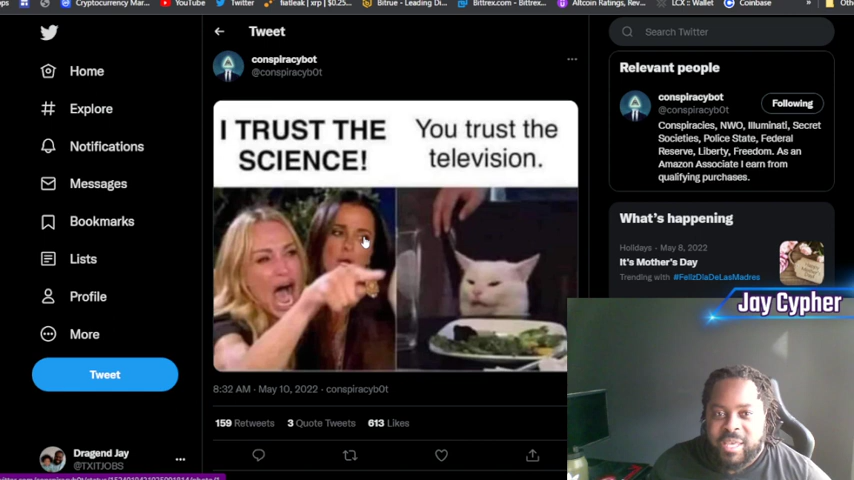 Cryptocurrency Mar...
YouTube
Twitter
fiatleak | xrp | $0.25...
Bitrue - Leading Di...
Bittrex.com - Bittrex...
Altcoin Ratings, Rev...
LCX :: Wallet
Coinbase
»
Home
Explore
Notifications
Messages
Bookmarks
Lists
Profile
More
Tweet
Dragend Jay
@TXITJOBS
Tweet
conspiracybot
@conspiracyb0t
I TRUST THE
SCIENCE!
You trust the
television.
8:32 AM · May 10, 2022 · conspiracyb0t
159 Retweets 3 Quote Tweets 613 Likes
Search Twitter
Relevant people
conspiracybot
@conspiracyb0t
Following
Conspiracies, NWO, Illuminati, Secret
Societies, Police State, Federal
Reserve, Liberty, Freedom. As an
Amazon Associate I earn from
qualifying purchases.
What's happening
Holidays · May 8, 2022
It's Mother's Day
Trending with #FelizDiaDeLasMadres
Jay Cypher